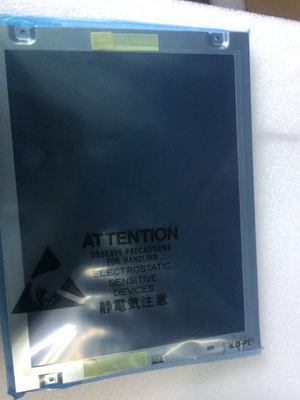 ATTENTION
OBSERVE PRECAUTIONS
FOR HANDLING
ELECTROSTATIC
SENSITIVE
DEVICES
静電気注意